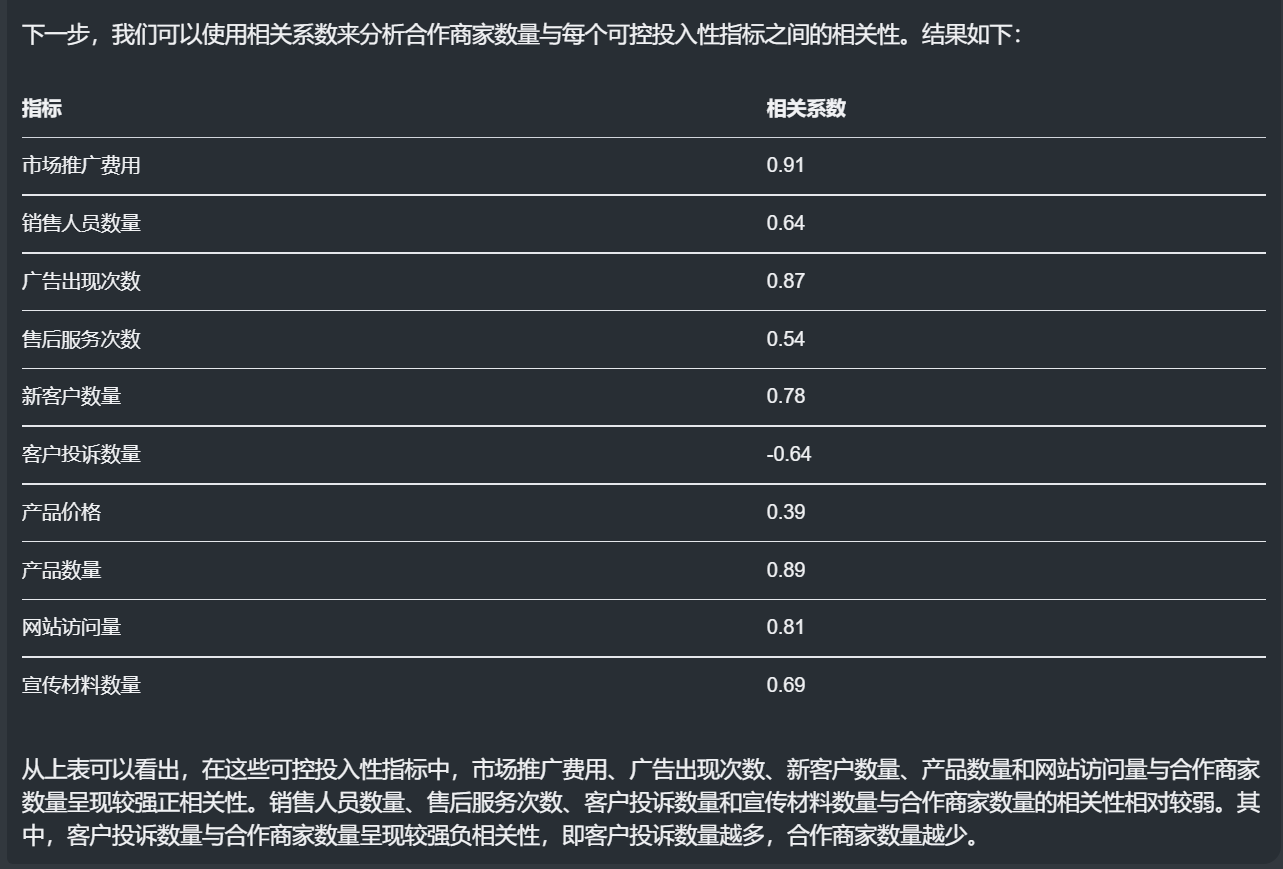 下一步，我们可以使用相关系数来分析合作商家数量与每个可控投入性指标之间的相关性。结果如下：
指标 相关系数
市场推广费用 0.91
销售人员数量 0.64
广告出现次数 0.87
售后服务次数 0.54
新客户数量 0.78
客户投诉数量 -0.64
产品价格 0.39
产品数量 0.89
网站访问量 0.81
宣传材料数量 0.69
从上表可以看出，在这些可控投入性指标中，市场推广费用、广告出现次数、新客户数量、产品数量和网站访问量与合作商家
数量呈现较强正相关性。销售人员数量、售后服务次数、客户投诉数量和宣传材料数量与合作商家数量的相关性相对较弱。其
中，客户投诉数量与合作商家数量呈现较强负相关性，即客户投诉数量越多，合作商家数量越少。